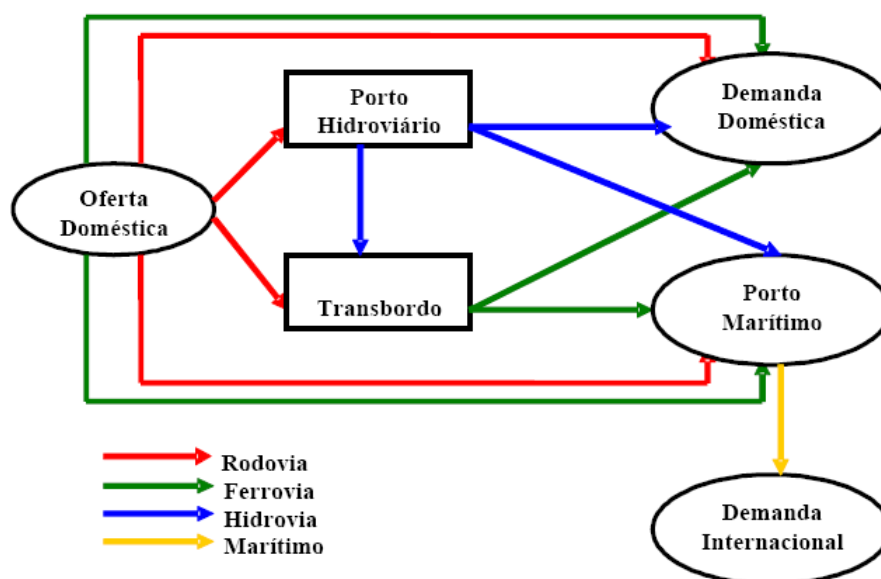 Porto
Hidroviário
Demanda
Doméstica
Oferta
Doméstica
Transbordo
Porto
Marítimo
Rodovia
Ferrovia
Hidrovia
Marítimo
Demanda
Internacional